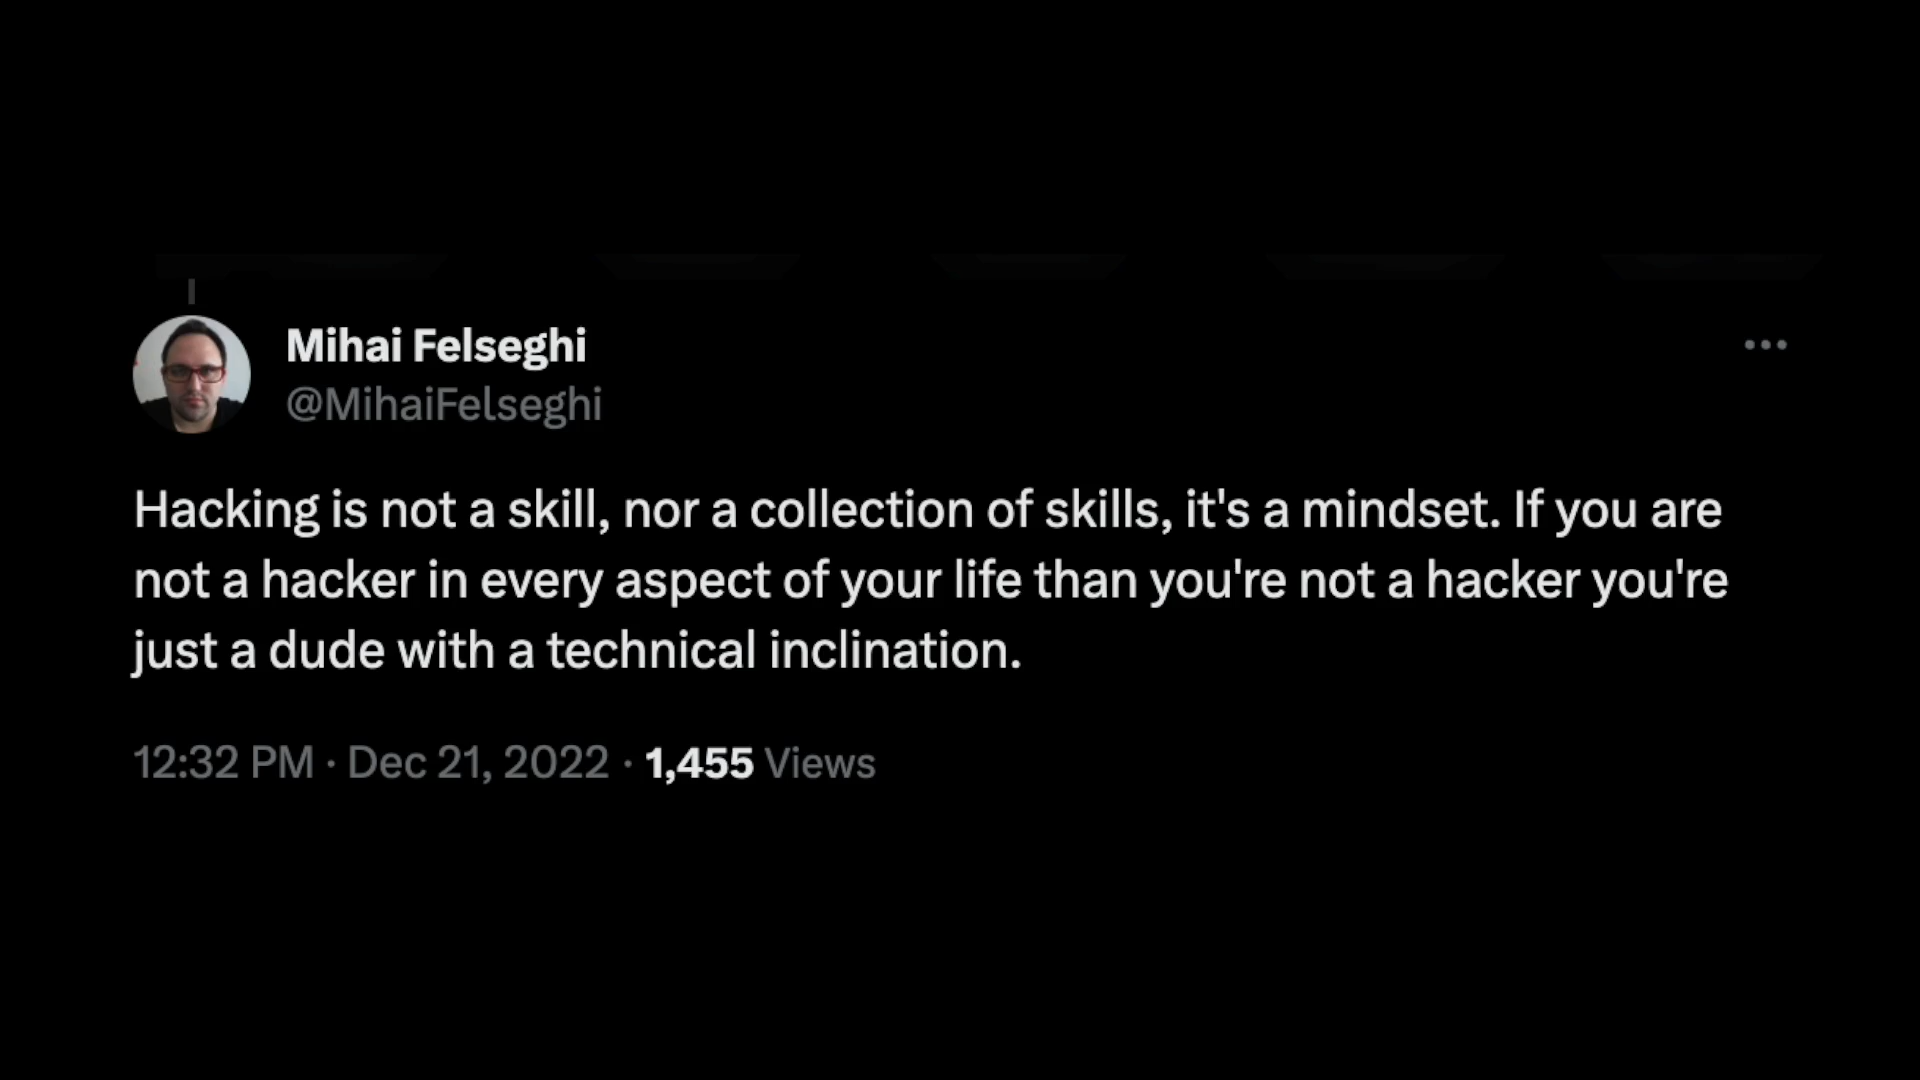 Mihai Felseghi
@MihaiFelseghi
Hacking is not a skill, nor a collection of skills, it's a mindset. If you are
not a hacker in every aspect of your life than you're not a hacker you're
just a dude with a technical inclination.
12:32 PM · Dec 21, 2022 · 1,455 Views